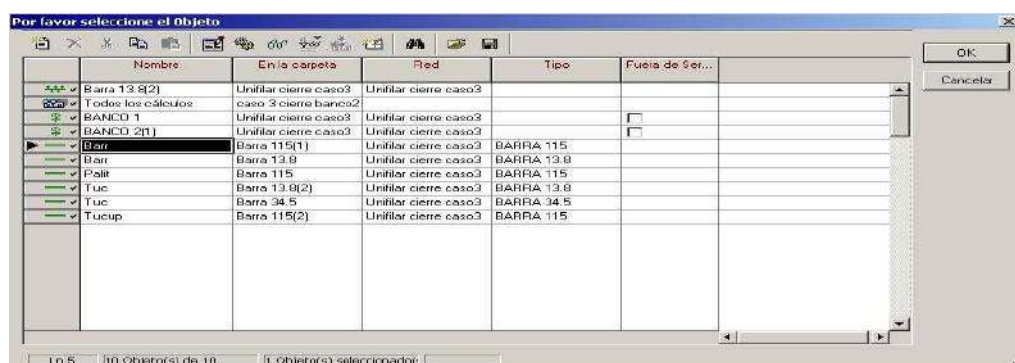 Por favor seleccione el Objeto
OK
Cancelar
Nombre En la carpeta Red Tipo Fuera de Ser...
Barra 13.8(2) Unifilar cierre caso3 Unifilar cierre caso3
Todos los cálculos caso 3 cierre banco2
BANCO 1 Unifilar cierre caso3 Unifilar cierre caso3
BANCO 2(1) Unifilar cierre caso3 Unifilar cierre caso3
Barr Barra 115(1) Unifilar cierre caso3 BARRA 115
Barr Barra 13.8 Unifilar cierre caso3 BARRA 13.8
Palit Barra 115 Unifilar cierre caso3 BARRA 115
Tuc Barra 13.8(2) Unifilar cierre caso3 BARRA 13.8
Tuc Barra 34.5 Unifilar cierre caso3 BARRA 34.5
Tucup Barra 115(2) Unifilar cierre caso3 BARRA 115
Ln 5 10 Objeto(s) de 10 1 Objeto(s) seleccionados